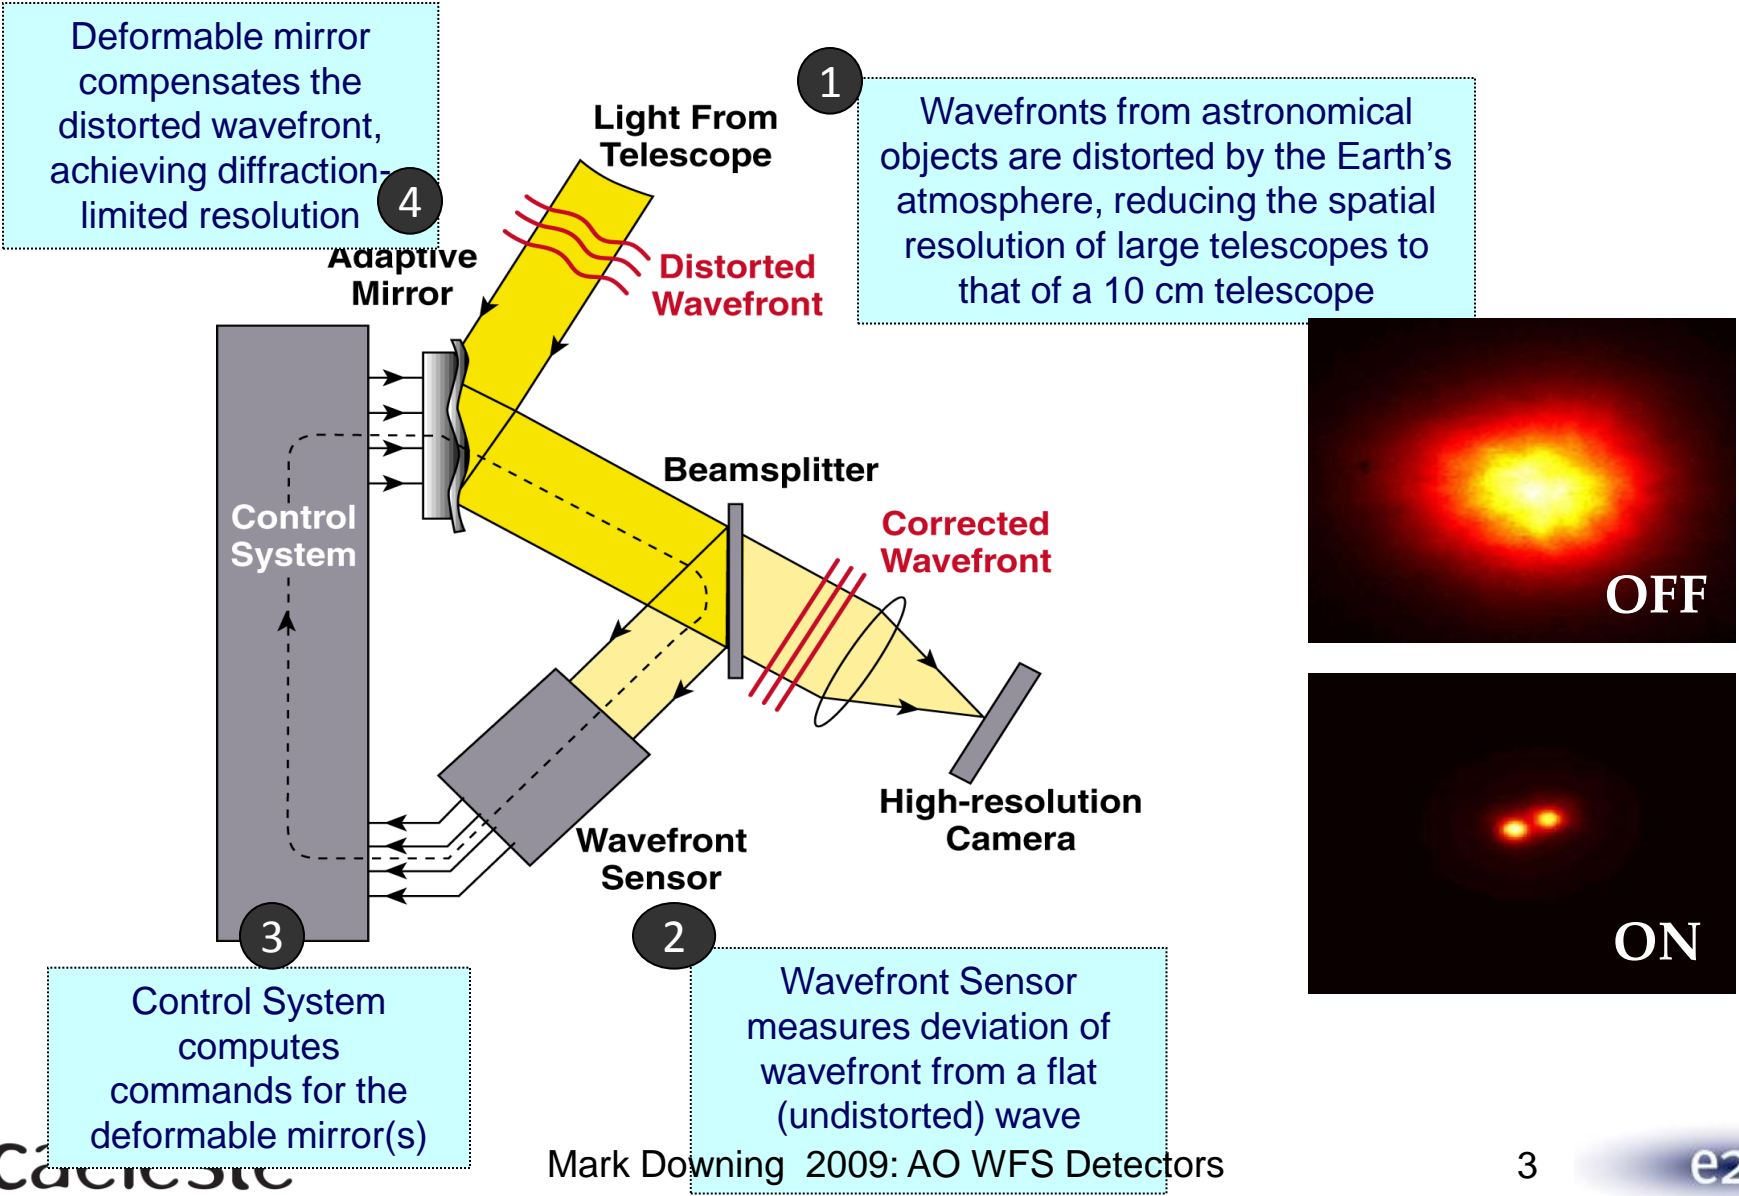 Deformable mirror
compensates the
distorted wavefront,
achieving diffraction-
limited resolution
4
1
Wavefronts from astronomical
objects are distorted by the Earth's
atmosphere, reducing the spatial
resolution of large telescopes to
that of a 10 cm telescope
Light From
Telescope
Adaptive
Mirror
Distorted
Wavefront
Beamsplitter
Control
System
Corrected
Wavefront
OFF
High-resolution
Camera
Wavefront
Sensor
ON
3
Control System
computes
commands for the
deformable mirror(s)
2
Wavefront Sensor
measures deviation of
wavefront from a flat
(undistorted) wave
caeleste
Mark Downing 2009: AO WFS Detectors
3
e2